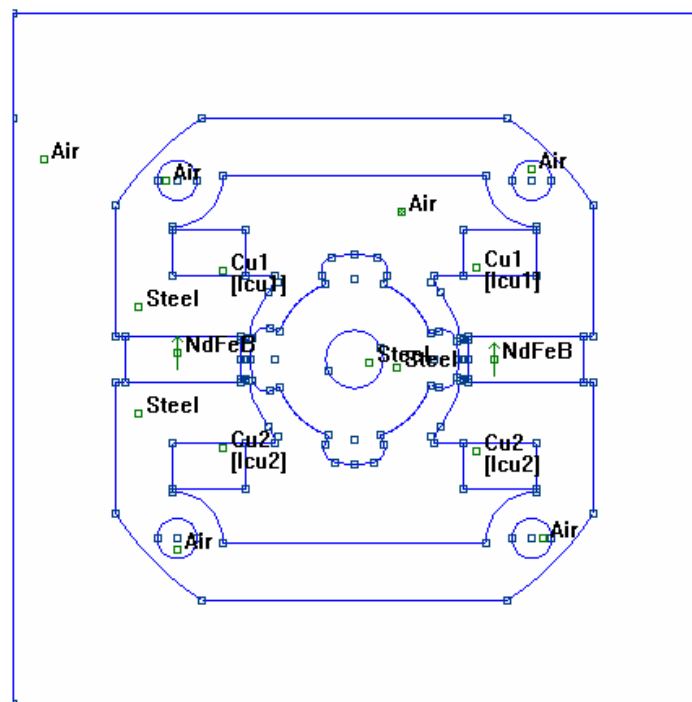 Air
Air
Air
Air
Cu1
[Icu1]
Cu1
[Icu1]
Steel
NdFeB
Steel
Steel
NdFeB
Steel
Cu2
[Icu2]
Cu2
[Icu2]
Air
Air